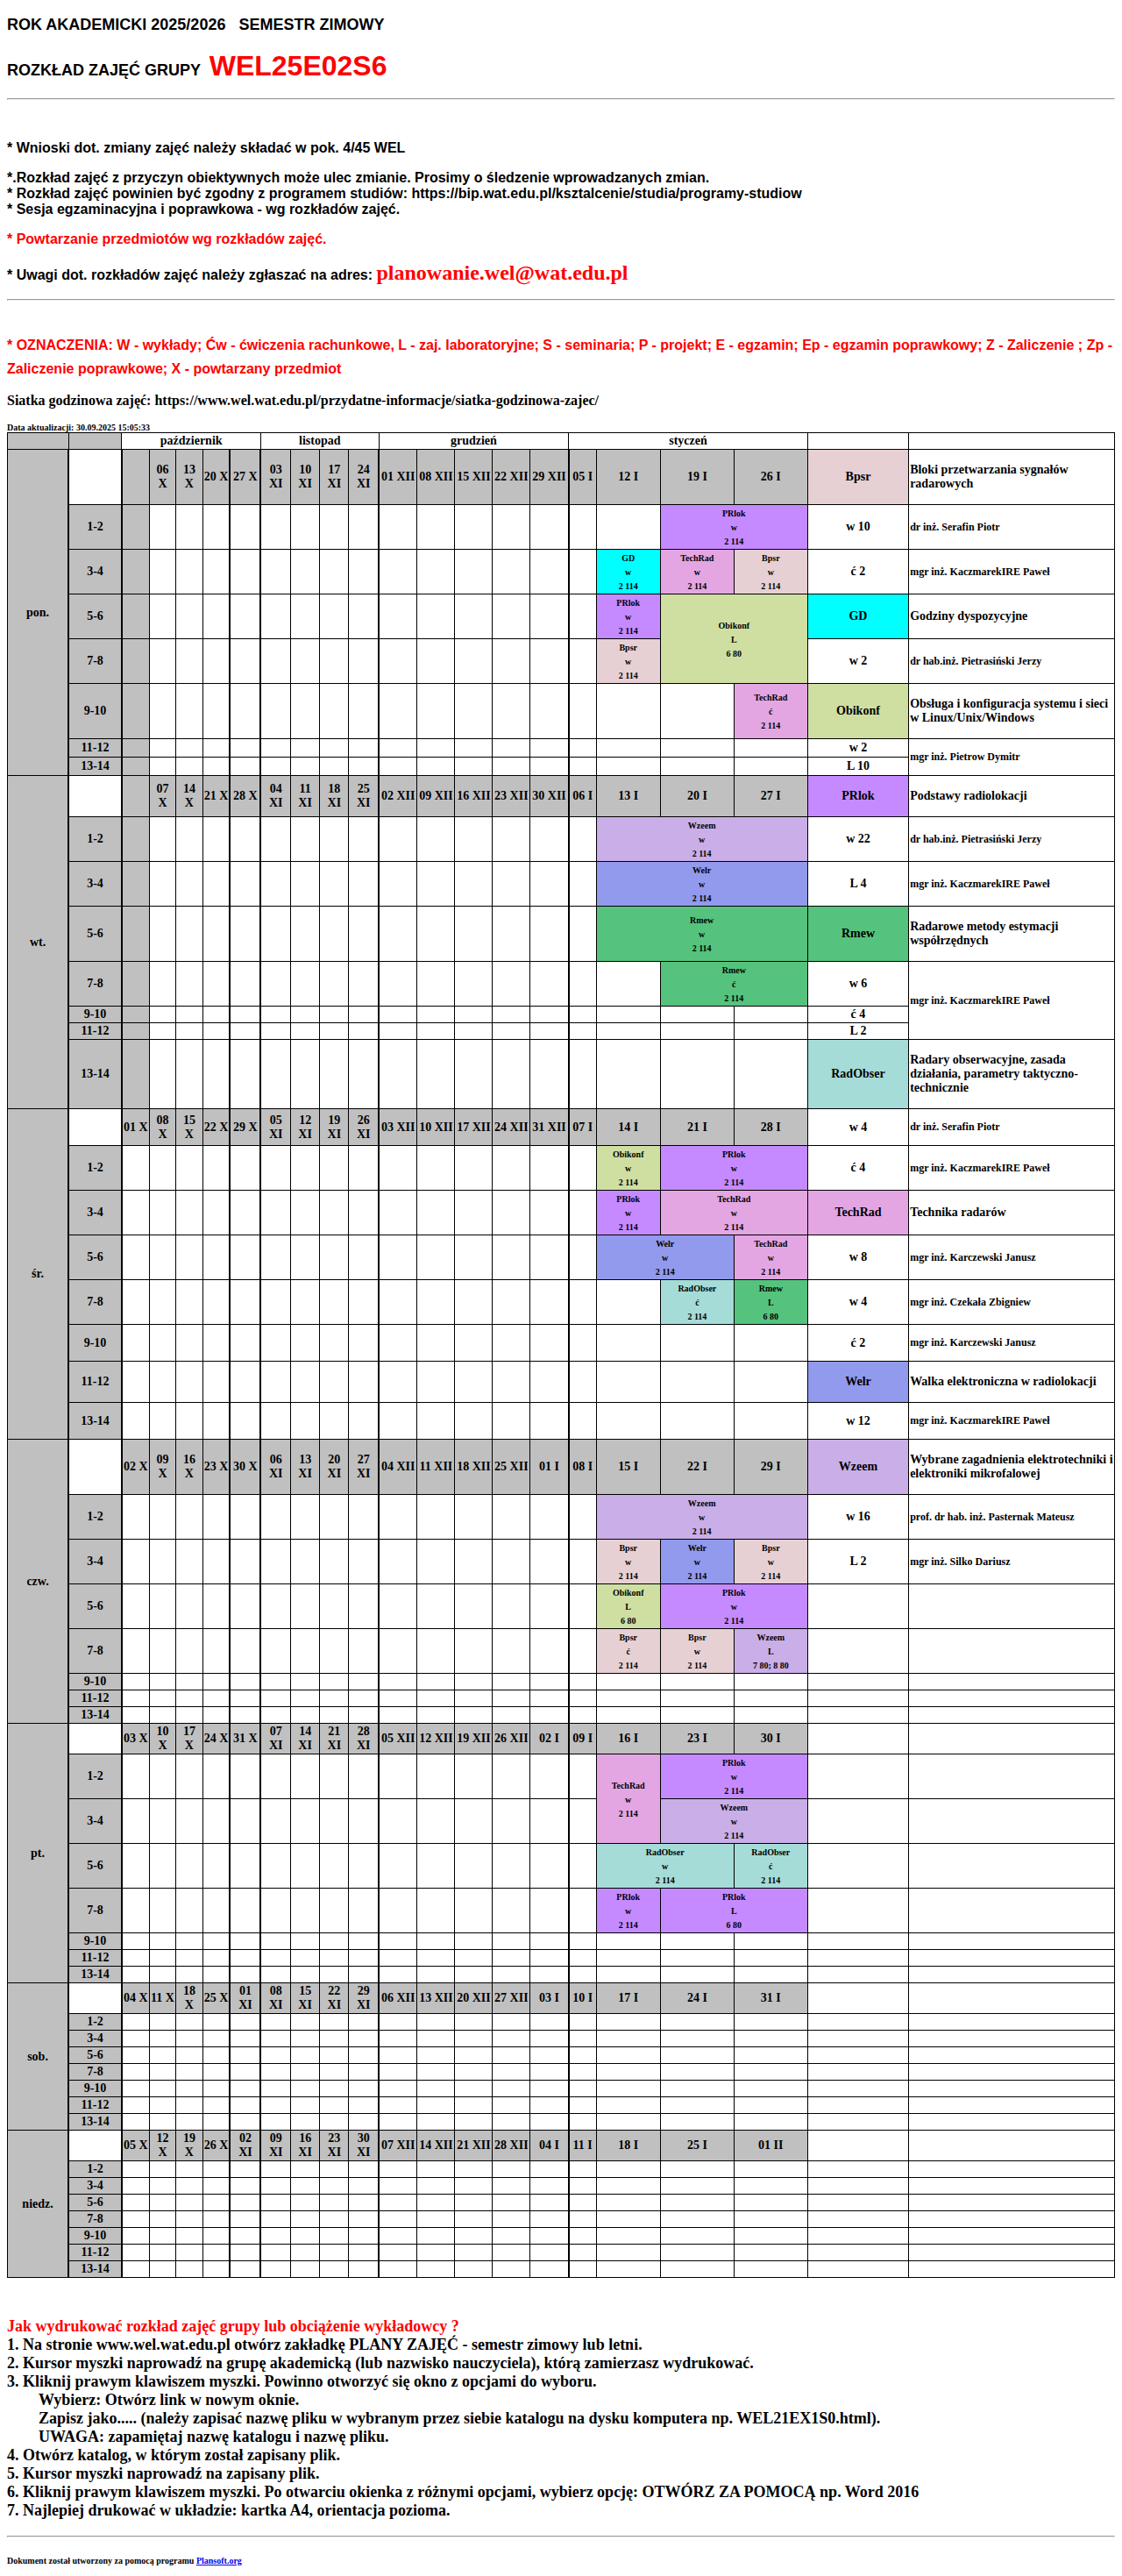 ROK AKADEMICKI 2025/2026   SEMESTR ZIMOWY
ROZKŁAD ZAJĘĆ GRUPY  WEL25E02S6
* Wnioski dot. zmiany zajęć należy składać w pok. 4/45 WEL
*.Rozkład zajęć z przyczyn obiektywnych może ulec zmianie. Prosimy o śledzenie wprowadzanych zmian.
* Rozkład zajęć powinien być zgodny z programem studiów: https://bip.wat.edu.pl/ksztalcenie/studia/programy-studiow
* Sesja egzaminacyjna i poprawkowa - wg rozkładów zajęć.
* Powtarzanie przedmiotów wg rozkładów zajęć.
* Uwagi dot. rozkładów zajęć należy zgłaszać na adres: planowanie.wel@wat.edu.pl
* OZNACZENIA: W - wykłady; Ćw - ćwiczenia rachunkowe, L - zaj. laboratoryjne; S - seminaria; P - projekt; E - egzamin; Ep - egzamin poprawkowy; Z - Zaliczenie ; Zp -
Zaliczenie poprawkowe; X - powtarzany przedmiot
Siatka godzinowa zajęć: https://www.wel.wat.edu.pl/przydatne-informacje/siatka-godzinowa-zajec/
Data aktualizacji: 30.09.2025 15:05:33
październik listopad grudzień styczeń
pon. 06 X 13 X 20 X 27 X 03 XI 10 XI 17 XI 24 XI 01 XII 08 XII 15 XII 22 XII 29 XII 05 I 12 I 19 I 26 I Bpsr Bloki przetwarzania sygnałów radarowych
1-2 PRlok w 2 114 w 10 dr inż. Serafin Piotr
3-4 GD w 2 114 TechRad w 2 114 Bpsr w 2 114 ć 2 mgr inż. KaczmarekIRE Paweł
5-6 PRlok w 2 114 Obikonf L 6 80 GD Godziny dyspozycyjne
7-8 Bpsr w 2 114 w 2 dr hab.inż. Pietrasiński Jerzy
9-10 TechRad ć 2 114 Obikonf Obsługa i konfiguracja systemu i sieci w Linux/Unix/Windows
11-12 w 2 mgr inż. Pietrow Dymitr
13-14 L 10
wt. 07 X 14 X 21 X 28 X 04 XI 11 XI 18 XI 25 XI 02 XII 09 XII 16 XII 23 XII 30 XII 06 I 13 I 20 I 27 I PRlok Podstawy radiolokacji
1-2 Wzeem w 2 114 w 22 dr hab.inż. Pietrasiński Jerzy
3-4 Welr w 2 114 L 4 mgr inż. KaczmarekIRE Paweł
5-6 Rmew w 2 114 Rmew Radarowe metody estymacji współrzędnych
7-8 Rmew ć 2 114 w 6 mgr inż. KaczmarekIRE Paweł
9-10 ć 4
11-12 L 2
13-14 RadObser Radary obserwacyjne, zasada działania, parametry taktyczno-technicznie
śr. 01 X 08 X 15 X 22 X 29 X 05 XI 12 XI 19 XI 26 XI 03 XII 10 XII 17 XII 24 XII 31 XII 07 I 14 I 21 I 28 I w 4 dr inż. Serafin Piotr
1-2 Obikonf w 2 114 PRlok w 2 114 ć 4 mgr inż. KaczmarekIRE Paweł
3-4 PRlok w 2 114 TechRad w 2 114 TechRad Technika radarów
5-6 Welr w 2 114 TechRad w 2 114 w 8 mgr inż. Karczewski Janusz
7-8 RadObser ć 2 114 Rmew L 6 80 w 4 mgr inż. Czekała Zbigniew
9-10 ć 2 mgr inż. Karczewski Janusz
11-12 Welr Walka elektroniczna w radiolokacji
13-14 w 12 mgr inż. KaczmarekIRE Paweł
czw. 02 X 09 X 16 X 23 X 30 X 06 XI 13 XI 20 XI 27 XI 04 XII 11 XII 18 XII 25 XII 01 I 08 I 15 I 22 I 29 I Wzeem Wybrane zagadnienia elektrotechniki i elektroniki mikrofalowej
1-2 Wzeem w 2 114 w 16 prof. dr hab. inż. Pasternak Mateusz
3-4 Bpsr w 2 114 Welr w 2 114 Bpsr w 2 114 L 2 mgr inż. Silko Dariusz
5-6 Obikonf L 6 80 PRlok w 2 114
7-8 Bpsr ć 2 114 Bpsr w 2 114 Wzeem L 7 80; 8 80
9-10
11-12
13-14
pt. 03 X 10 X 17 X 24 X 31 X 07 XI 14 XI 21 XI 28 XI 05 XII 12 XII 19 XII 26 XII 02 I 09 I 16 I 23 I 30 I
1-2 TechRad w 2 114 PRlok w 2 114
3-4 Wzeem w 2 114
5-6 RadObser w 2 114 RadObser ć 2 114
7-8 PRlok w 2 114 PRlok L 6 80
9-10
11-12
13-14
sob. 04 X 11 X 18 X 25 X 01 XI 08 XI 15 XI 22 XI 29 XI 06 XII 13 XII 20 XII 27 XII 03 I 10 I 17 I 24 I 31 I
1-2
3-4
5-6
7-8
9-10
11-12
13-14
niedz. 05 X 12 X 19 X 26 X 02 XI 09 XI 16 XI 23 XI 30 XI 07 XII 14 XII 21 XII 28 XII 04 I 11 I 18 I 25 I 01 II
1-2
3-4
5-6
7-8
9-10
11-12
13-14
Jak wydrukować rozkład zajęć grupy lub obciążenie wykładowcy ?
1. Na stronie www.wel.wat.edu.pl otwórz zakładkę PLANY ZAJĘĆ - semestr zimowy lub letni.
2. Kursor myszki naprowadź na grupę akademicką (lub nazwisko nauczyciela), którą zamierzasz wydrukować.
3. Kliknij prawym klawiszem myszki. Powinno otworzyć się okno z opcjami do wyboru.
Wybierz: Otwórz link w nowym oknie.
Zapisz jako..... (należy zapisać nazwę pliku w wybranym przez siebie katalogu na dysku komputera np. WEL21EX1S0.html).
UWAGA: zapamiętaj nazwę katalogu i nazwę pliku.
4. Otwórz katalog, w którym został zapisany plik.
5. Kursor myszki naprowadź na zapisany plik.
6. Kliknij prawym klawiszem myszki. Po otwarciu okienka z różnymi opcjami, wybierz opcję: OTWÓRZ ZA POMOCĄ np. Word 2016
7. Najlepiej drukować w układzie: kartka A4, orientacja pozioma.
Dokument został utworzony za pomocą programu Plansoft.org